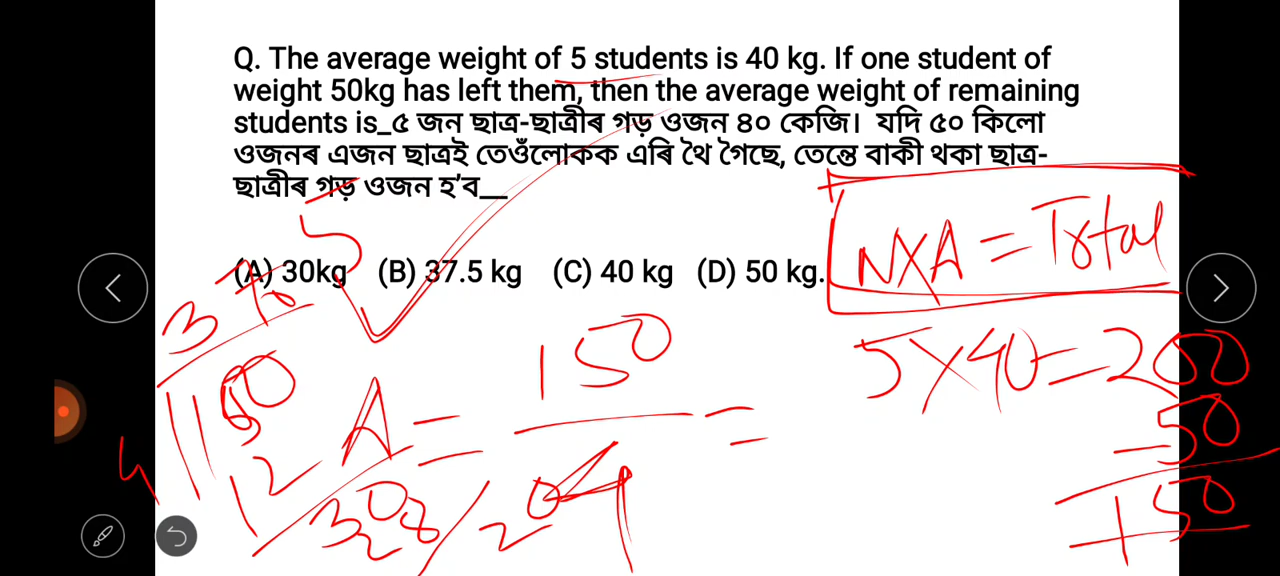 Q. The average weight of 5 students is 40 kg. If one student of
weight 50kg has left them, then the average weight of remaining
students is_৫ জন ছাত্ৰ-ছাত্ৰীৰ গড় ওজন ৪০ কেজি। যদি ৫০ কিলো
ওজনৰ এজন ছাত্ৰই তেওঁলোকক এৰি থৈ গৈছে, তেন্তে বাকী থকা ছাত্ৰ-
ছাত্ৰীৰ গড় ওজন হ'ব__
(A) 30kg (B) 37.5 kg (C) 40 kg (D) 50 kg.
N×A = Total
5×40=200
-50
150
A = 150 / 4 =